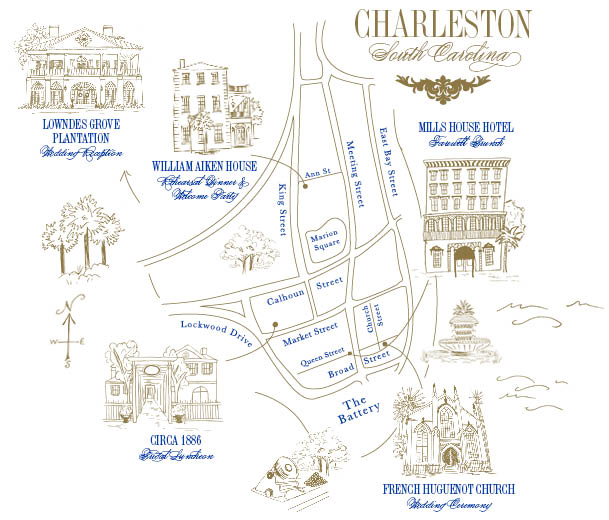 CHARLESTON
South Carolina
LOWNDES GROVE
PLANTATION
Wedding Reception
WILLIAM AIKEN HOUSE
Rehearsal Dinner &
Welcome Party
MILLS HOUSE HOTEL
Farewell Brunch
Ann St
King Street
Meeting Street
East Bay Street
Marion
Square
Calhoun Street
Lockwood Drive
Market Street
Church
Street
Queen Street
Broad Street
The
Battery
N
W
E
S
CIRCA 1886
Bridal Luncheon
FRENCH HUGUENOT CHURCH
Wedding Ceremony